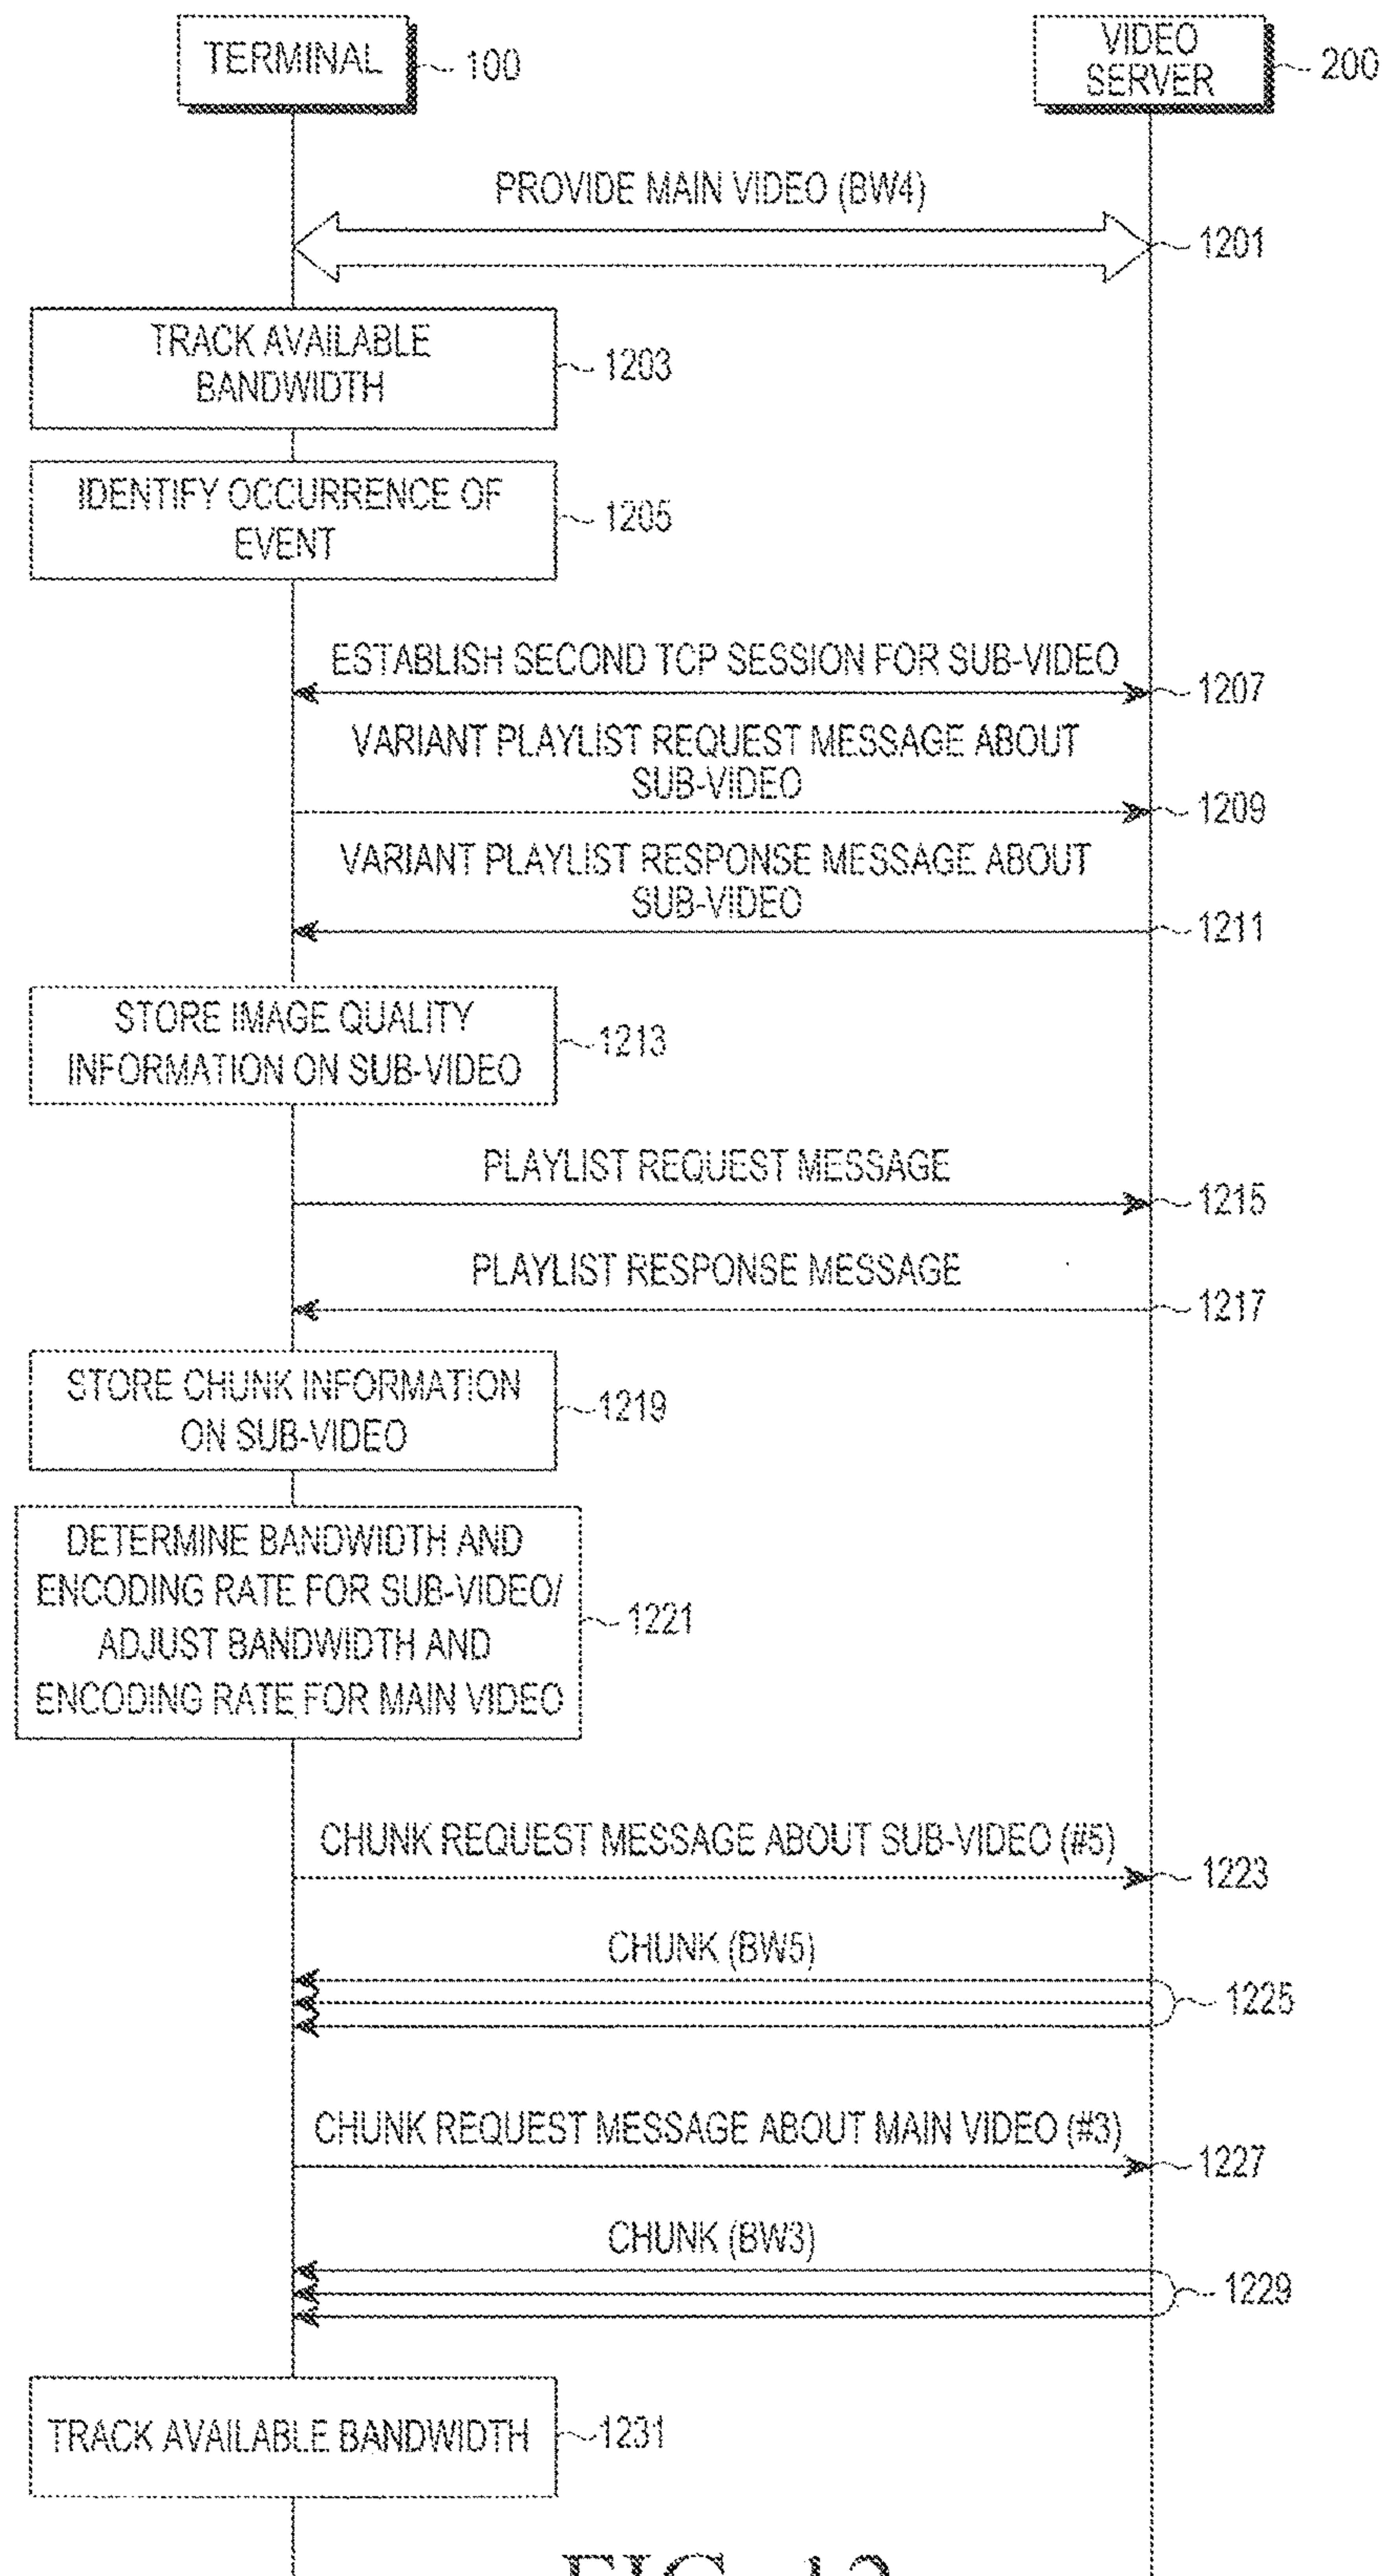 TERMINAL
100
VIDEO
SERVER
200
PROVIDE MAIN VIDEO (BW4)
1201
TRACK AVAILABLE
BANDWIDTH
1203
IDENTIFY OCCURRENCE OF
EVENT
1205
ESTABLISH SECOND TCP SESSION FOR SUB-VIDEO
1207
VARIANT PLAYLIST REQUEST MESSAGE ABOUT
SUB-VIDEO
1209
VARIANT PLAYLIST RESPONSE MESSAGE ABOUT
SUB-VIDEO
1211
STORE IMAGE QUALITY
INFORMATION ON SUB-VIDEO
1213
PLAYLIST REQUEST MESSAGE
1215
PLAYLIST RESPONSE MESSAGE
1217
STORE CHUNK INFORMATION
ON SUB-VIDEO
1219
DETERMINE BANDWIDTH AND
ENCODING RATE FOR SUB-VIDEO/
ADJUST BANDWIDTH AND
ENCODING RATE FOR MAIN VIDEO
1221
CHUNK REQUEST MESSAGE ABOUT SUB-VIDEO (#5)
1223
CHUNK (BW5)
1225
CHUNK REQUEST MESSAGE ABOUT MAIN VIDEO (#3)
1227
CHUNK (BW3)
1229
TRACK AVAILABLE BANDWIDTH
1231
FIG. 12